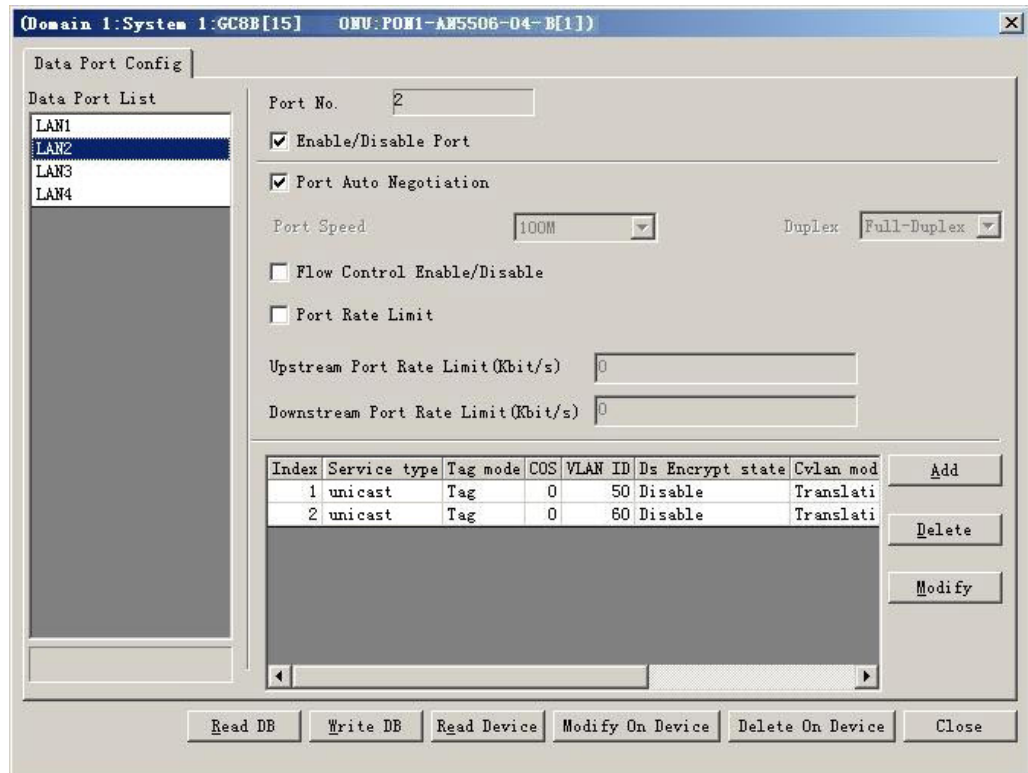 (Domain 1:System 1:GC8B[15] ONU:PON1-AN5506-04-B[1])
Data Port Config
Data Port List
LAN1
LAN2
LAN3
LAN4
Port No. 2
Enable/Disable Port
Port Auto Negotiation
Port Speed 100M Duplex Full-Duplex
Flow Control Enable/Disable
Port Rate Limit
Upstream Port Rate Limit(Kbit/s) 0
Downstream Port Rate Limit(Kbit/s) 0
Index Service type Tag mode COS VLAN ID Ds Encrypt state Cvlan mod
1 unicast Tag 0 50 Disable Translati
2 unicast Tag 0 60 Disable Translati
Add
Delete
Modify
Read DB Write DB Read Device Modify On Device Delete On Device Close